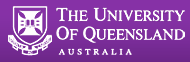 THE UNIVERSITY
OF QUEENSLAND
AUSTRALIA